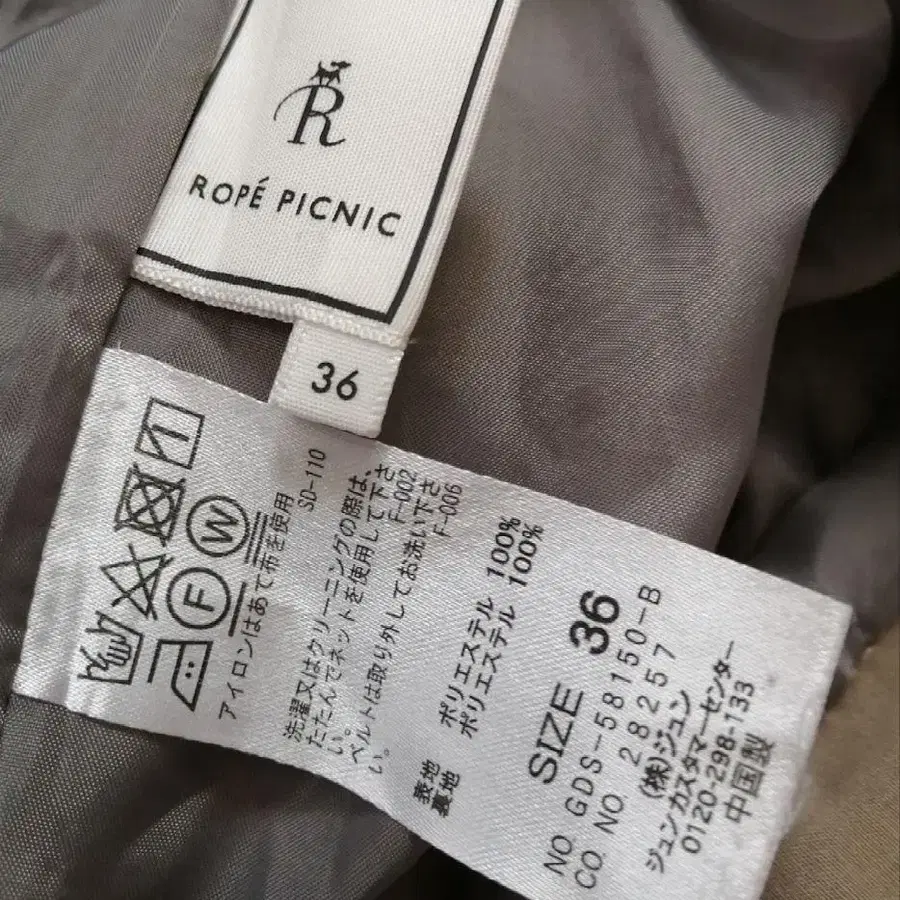 R
ROPÉ PICNIC
36
W
F
アイロンはあて布を使用
SD-110
洗濯又はクリーニングの際は、
たたんでネットを使用して下さ
い。 F-002
ベルトは取り外してお洗い下さ
い。 F-006
表地 ポリエステル 100%
裏地 ポリエステル 100%
SIZE 36
NO. GDS-58150-B
CO. NO. 28257
(株)ジュン
ジュンカスタマーセンター
0120-298-133
中国製